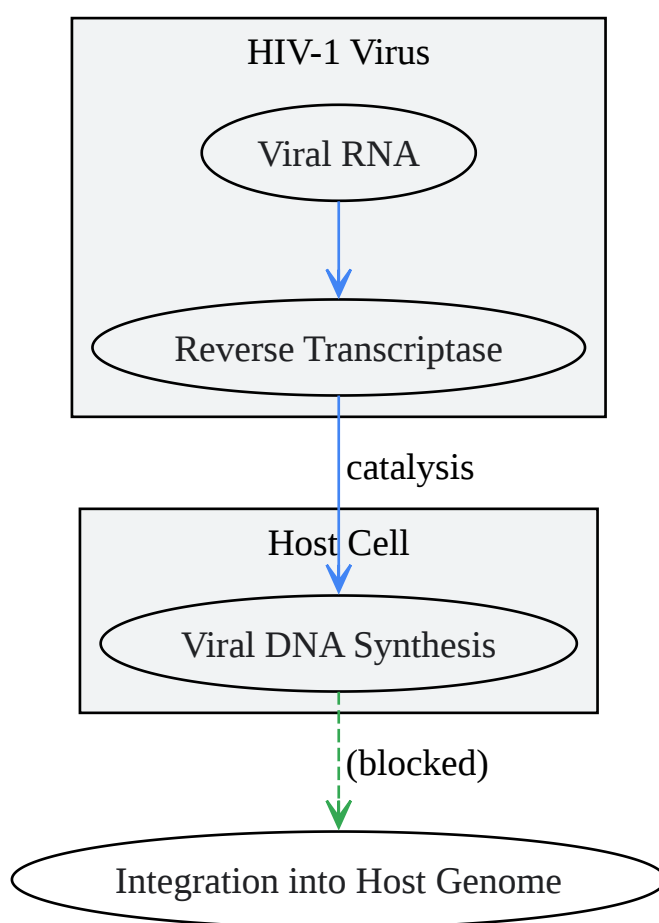 HIV-1 Virus
Viral RNA
Reverse Transcriptase
catalysis
Host Cell
Viral DNA Synthesis
(blocked)
Integration into Host Genome